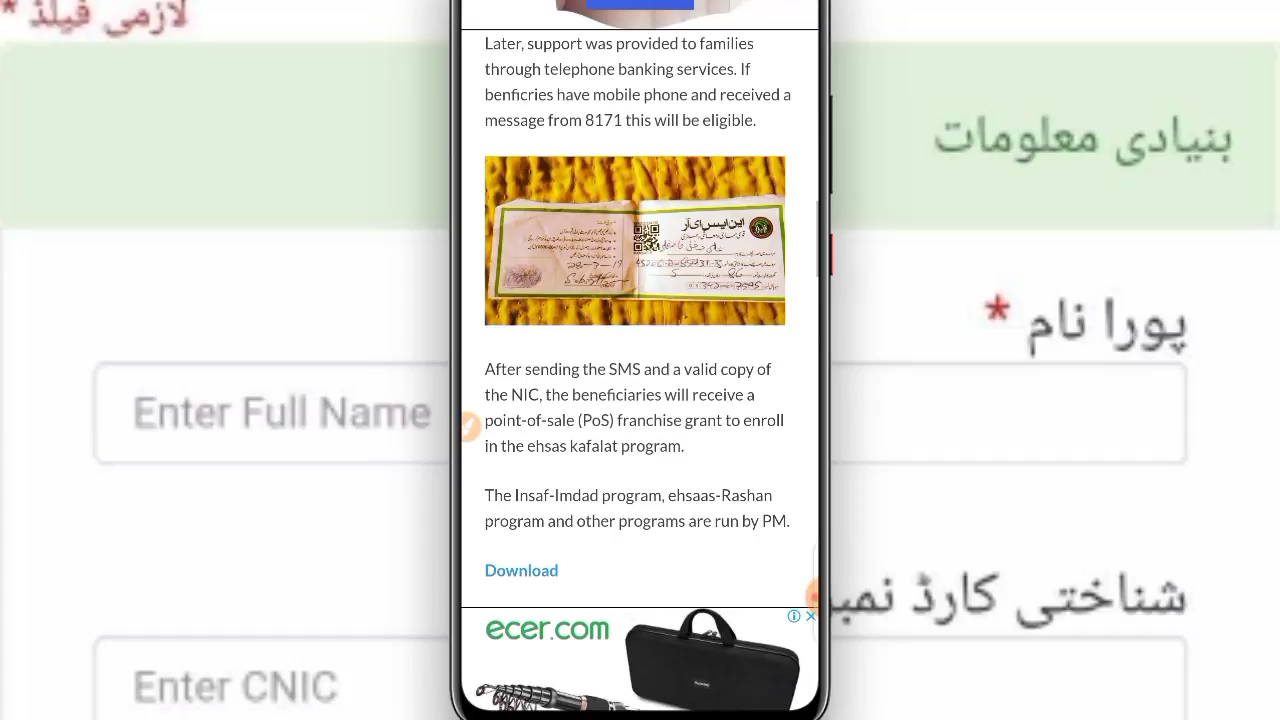 لازمی فیلڈ *
بنیادی معلومات
پورا نام *
Enter Full Name
شناختی کارڈ نمبر
Enter CNIC
Later, support was provided to families
through telephone banking services. If
benficries have mobile phone and received a
message from 8171 this will be eligible.
این ایس ای آر
After sending the SMS and a valid copy of
the NIC, the beneficiaries will receive a
point-of-sale (PoS) franchise grant to enroll
in the ehsas kafalat program.
The Insaf-Imdad program, ehsaas-Rashan
program and other programs are run by PM.
Download
ecer.com